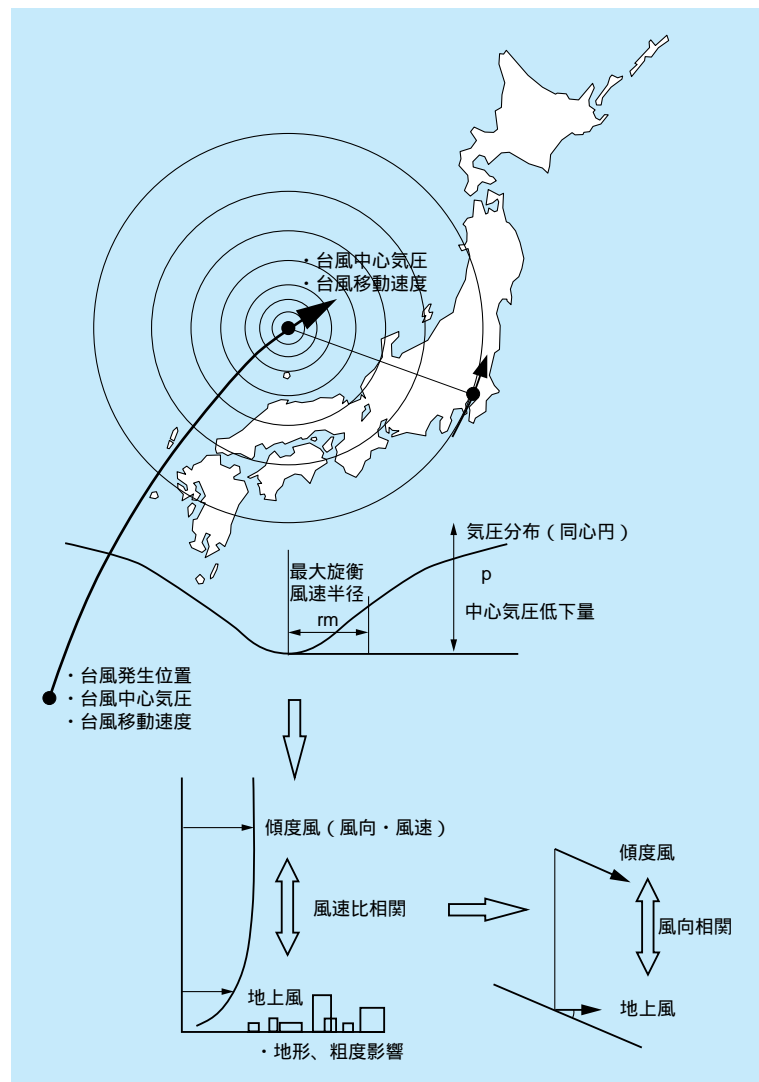 ・台風中心気圧
・台風移動速度
気圧分布(同心円)
最大旋衡
風速半径
rm
p
中心気圧低下量
・台風発生位置
・台風中心気圧
・台風移動速度
傾度風(風向・風速)
風速比相関
地上風
・地形、粗度影響
傾度風
風向相関
地上風